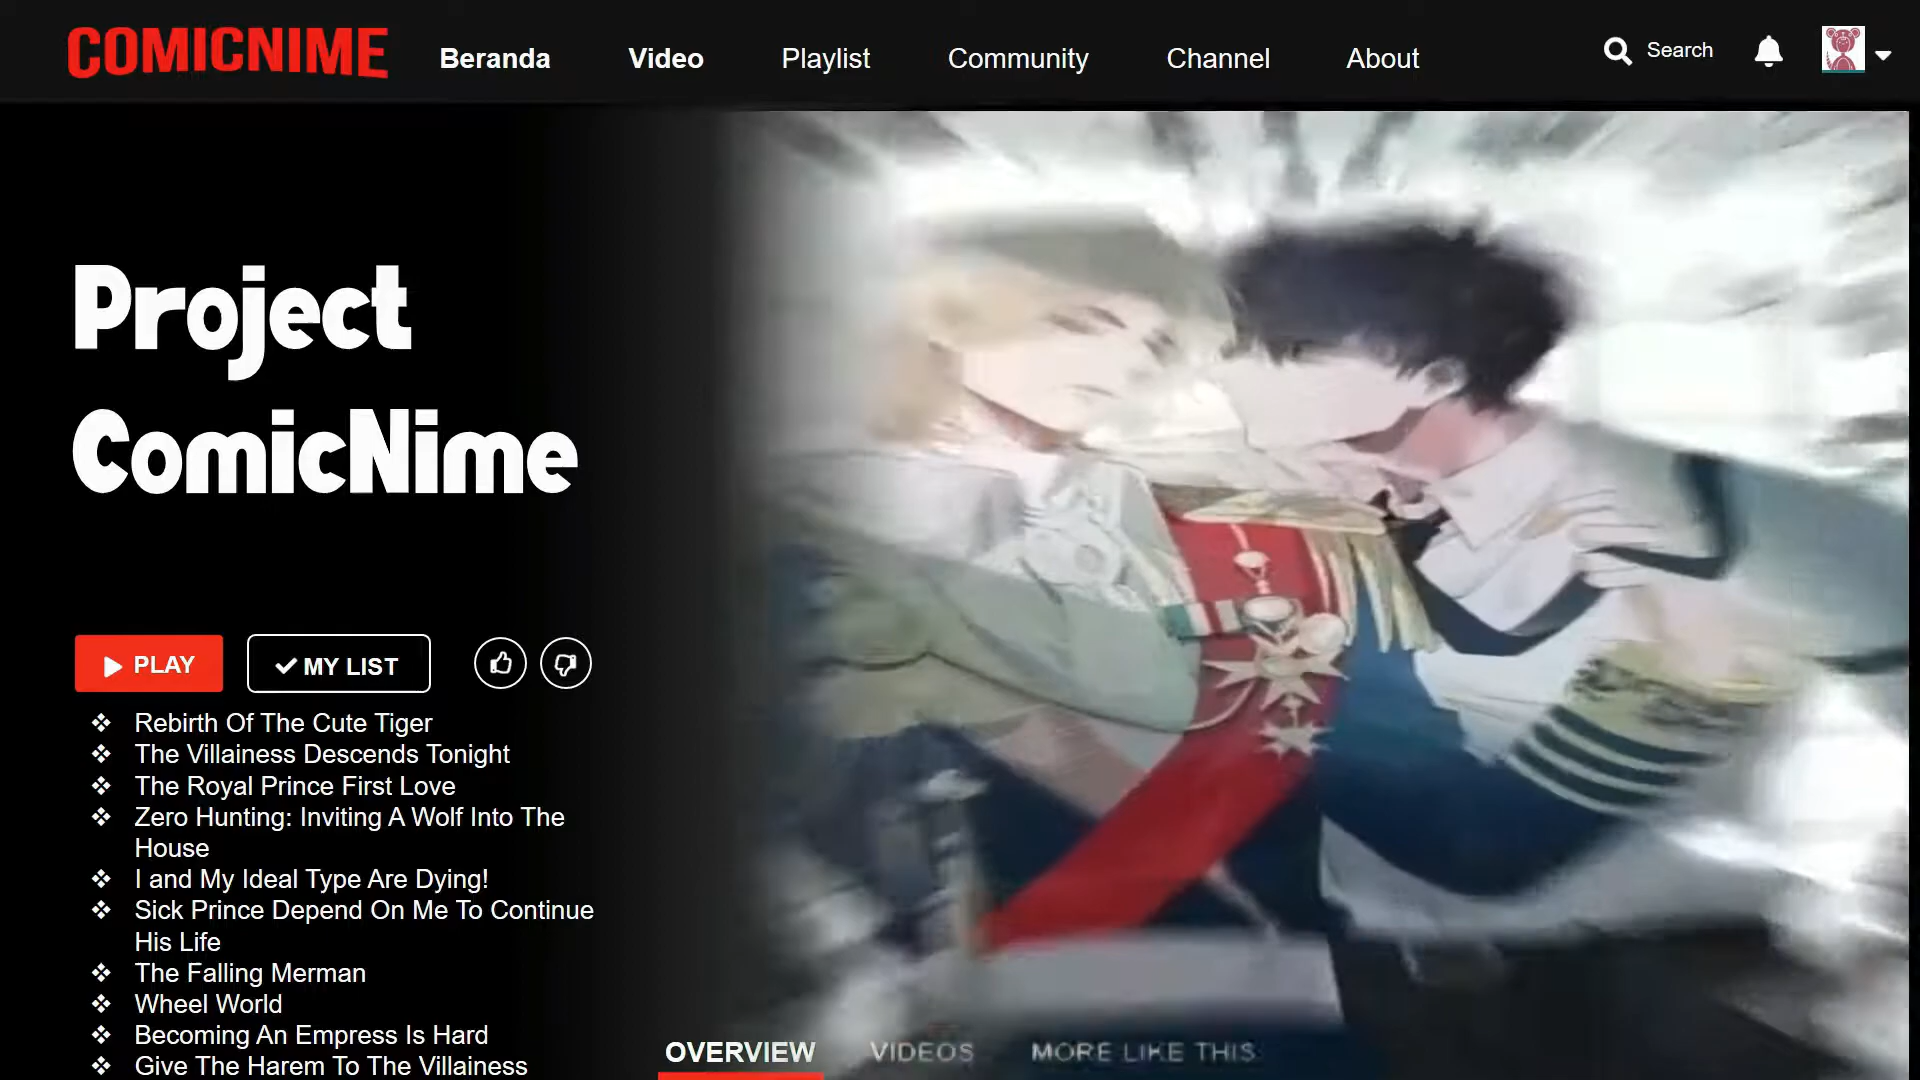 COMICNIME
Beranda
Video
Playlist
Community
Channel
About
Search
Project
ComicNime
PLAY
MY LIST
Rebirth Of The Cute Tiger
The Villainess Descends Tonight
The Royal Prince First Love
Zero Hunting: Inviting A Wolf Into The
House
I and My Ideal Type Are Dying!
Sick Prince Depend On Me To Continue
His Life
The Falling Merman
Wheel World
Becoming An Empress Is Hard
Give The Harem To The Villainess
OVERVIEW
VIDEOS
MORE LIKE THIS